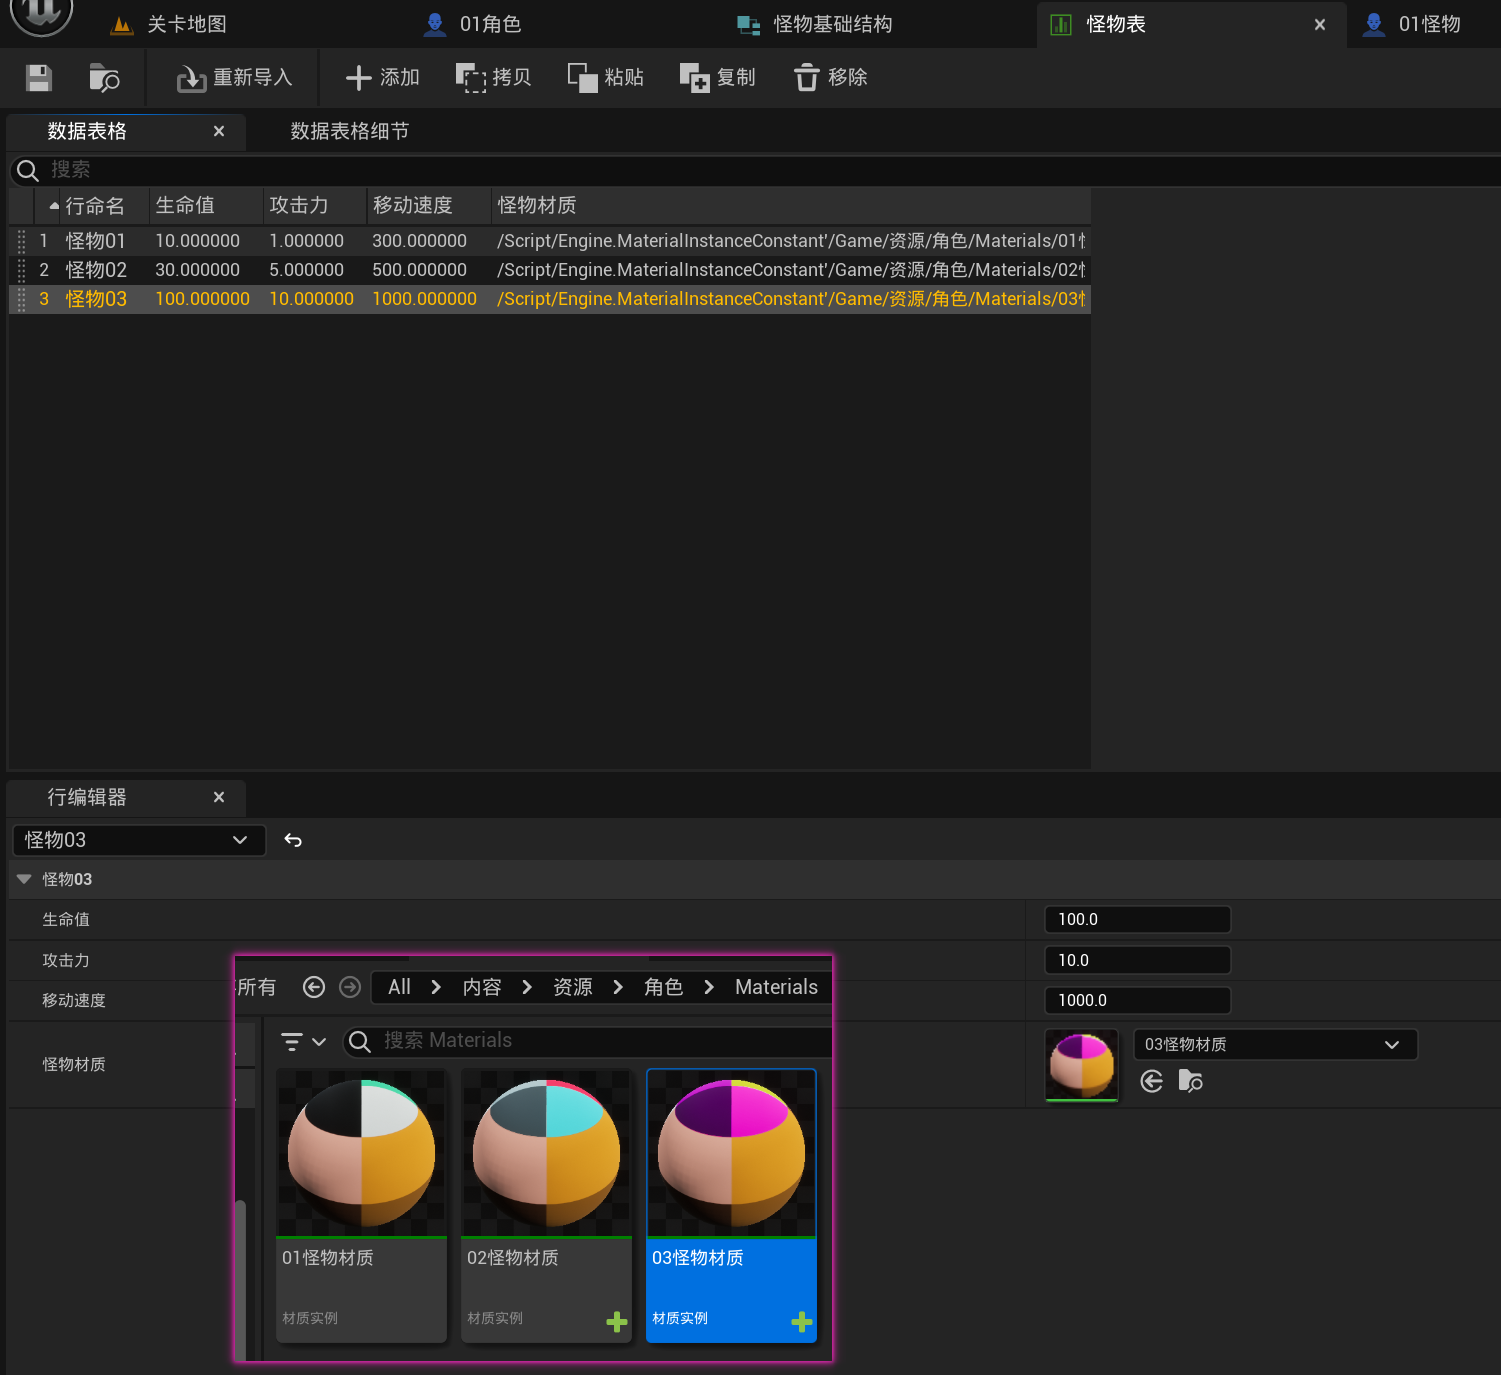 关卡地图 01角色 怪物基础结构 怪物表 01怪物
重新导入 添加 拷贝 粘贴 复制 移除
数据表格 数据表格细节
搜索
行命名 生命值 攻击力 移动速度 怪物材质
1 怪物01 10.000000 1.000000 300.000000 /Script/Engine.MaterialInstanceConstant'/Game/资源/角色/Materials/01
2 怪物02 30.000000 5.000000 500.000000 /Script/Engine.MaterialInstanceConstant'/Game/资源/角色/Materials/02
3 怪物03 100.000000 10.000000 1000.000000 /Script/Engine.MaterialInstanceConstant'/Game/资源/角色/Materials/03
行编辑器
怪物03
怪物03
生命值 100.0
攻击力 10.0
移动速度 1000.0
怪物材质 03怪物材质
所有 All 内容 资源 角色 Materials
搜索 Materials
01怪物材质 02怪物材质 03怪物材质
材质实例 材质实例 材质实例